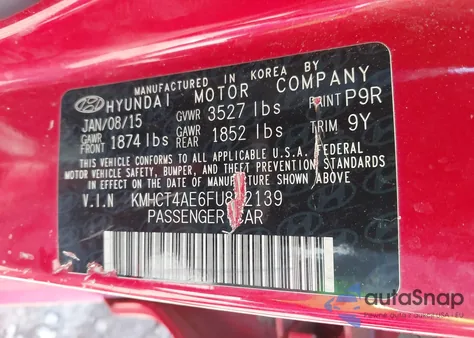 MANUFACTURED IN KOREA BY
HYUNDAI MOTOR COMPANY
JAN/08/15 GVWR 3527 lbs PAINT P9R
GAWR FRONT 1874 lbs GAWR REAR 1852 lbs TRIM 9Y
THIS VEHICLE CONFORMS TO ALL APPLICABLE U.S.A. FEDERAL
MOTOR VEHICLE SAFETY, BUMPER, AND THEFT PREVENTION STANDARDS
IN EFFECT ON THE DATE OF MANUFACTURE SHOWN ABOVE.
V.I.N
PASSENGER CAR
autoSnap